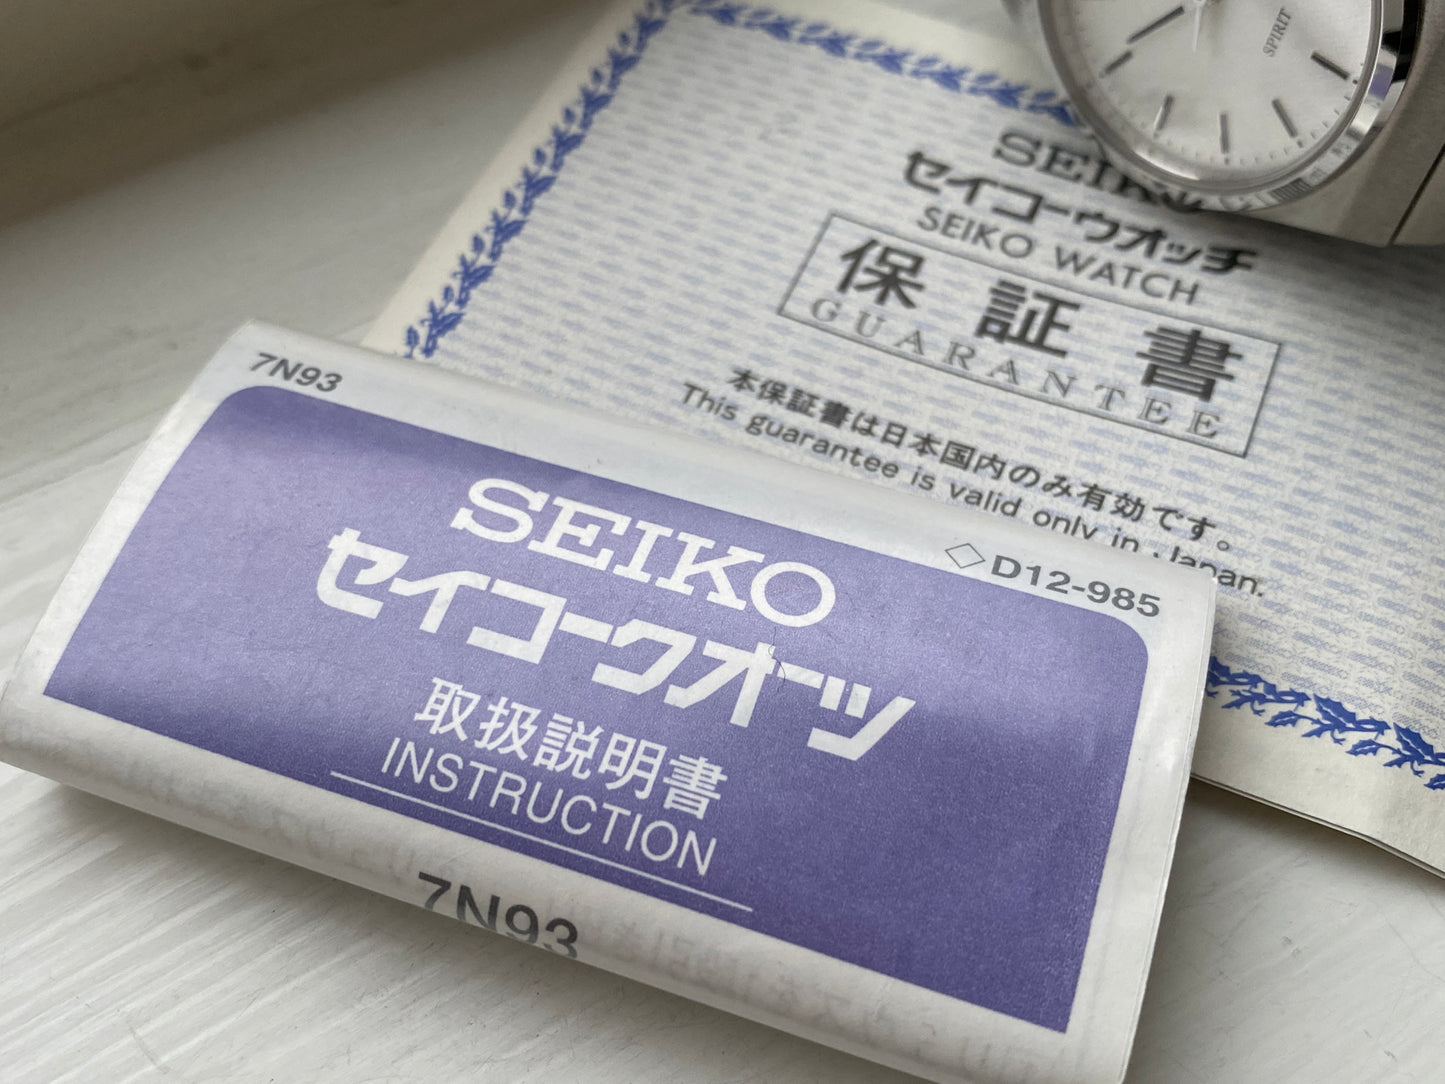 SPIRIT
SEIKO
セイコーウオッチ
SEIKO WATCH
保証書
GUARANTEE
本保証書は日本国内のみ有効です。
This guarantee is valid only in Japan.
7N93
◇D12-985
SEIKO
セイコークオーツ
取扱説明書
INSTRUCTION
7N93